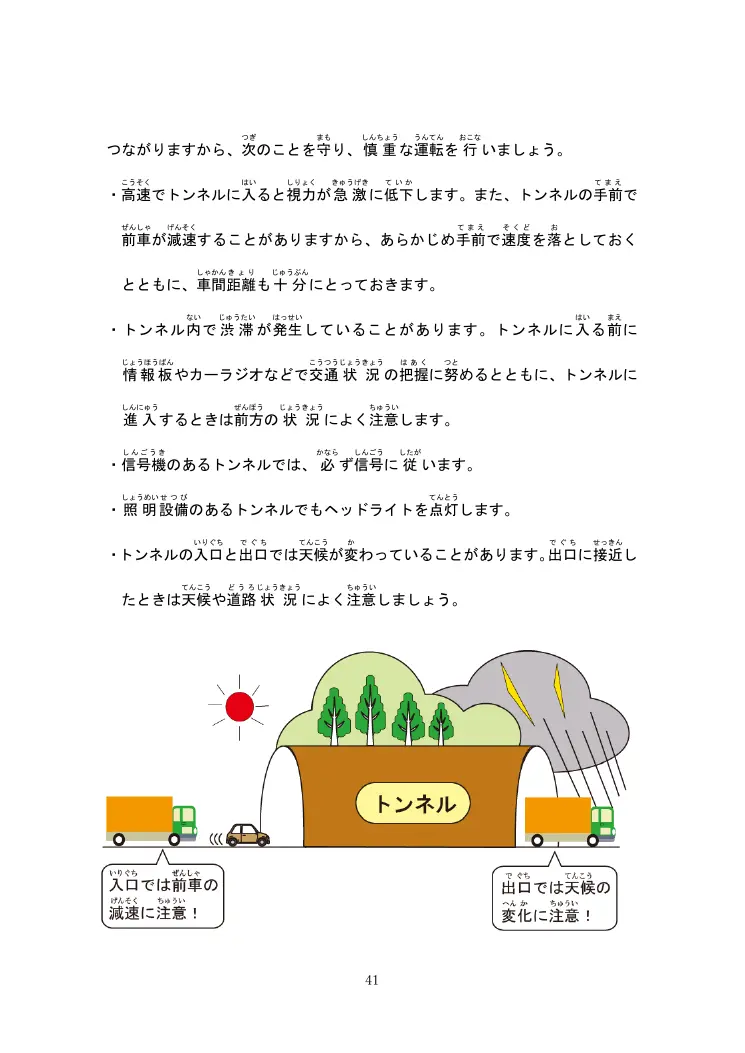 つながりますから、次のことを守り、慎重な運転を行いましょう。
・高速でトンネルに入ると視力が急激に低下します。また、トンネルの手前で
前車が減速することがありますから、あらかじめ手前で速度を落としておく
とともに、車間距離も十分にとっておきます。
・トンネル内で渋滞が発生していることがあります。トンネルに入る前に
情報板やカーラジオなどで交通状況の把握に努めるとともに、トンネルに
進入するときは前方の状況によく注意します。
・信号機のあるトンネルでは、必ず信号に従います。
・照明設備のあるトンネルでもヘッドライトを点灯します。
・トンネルの入口と出口では天候が変わっていることがあります。出口に接近し
たときは天候や道路状況によく注意しましょう。
トンネル
入口では前車の
減速に注意！
出口では天候の
変化に注意！
41